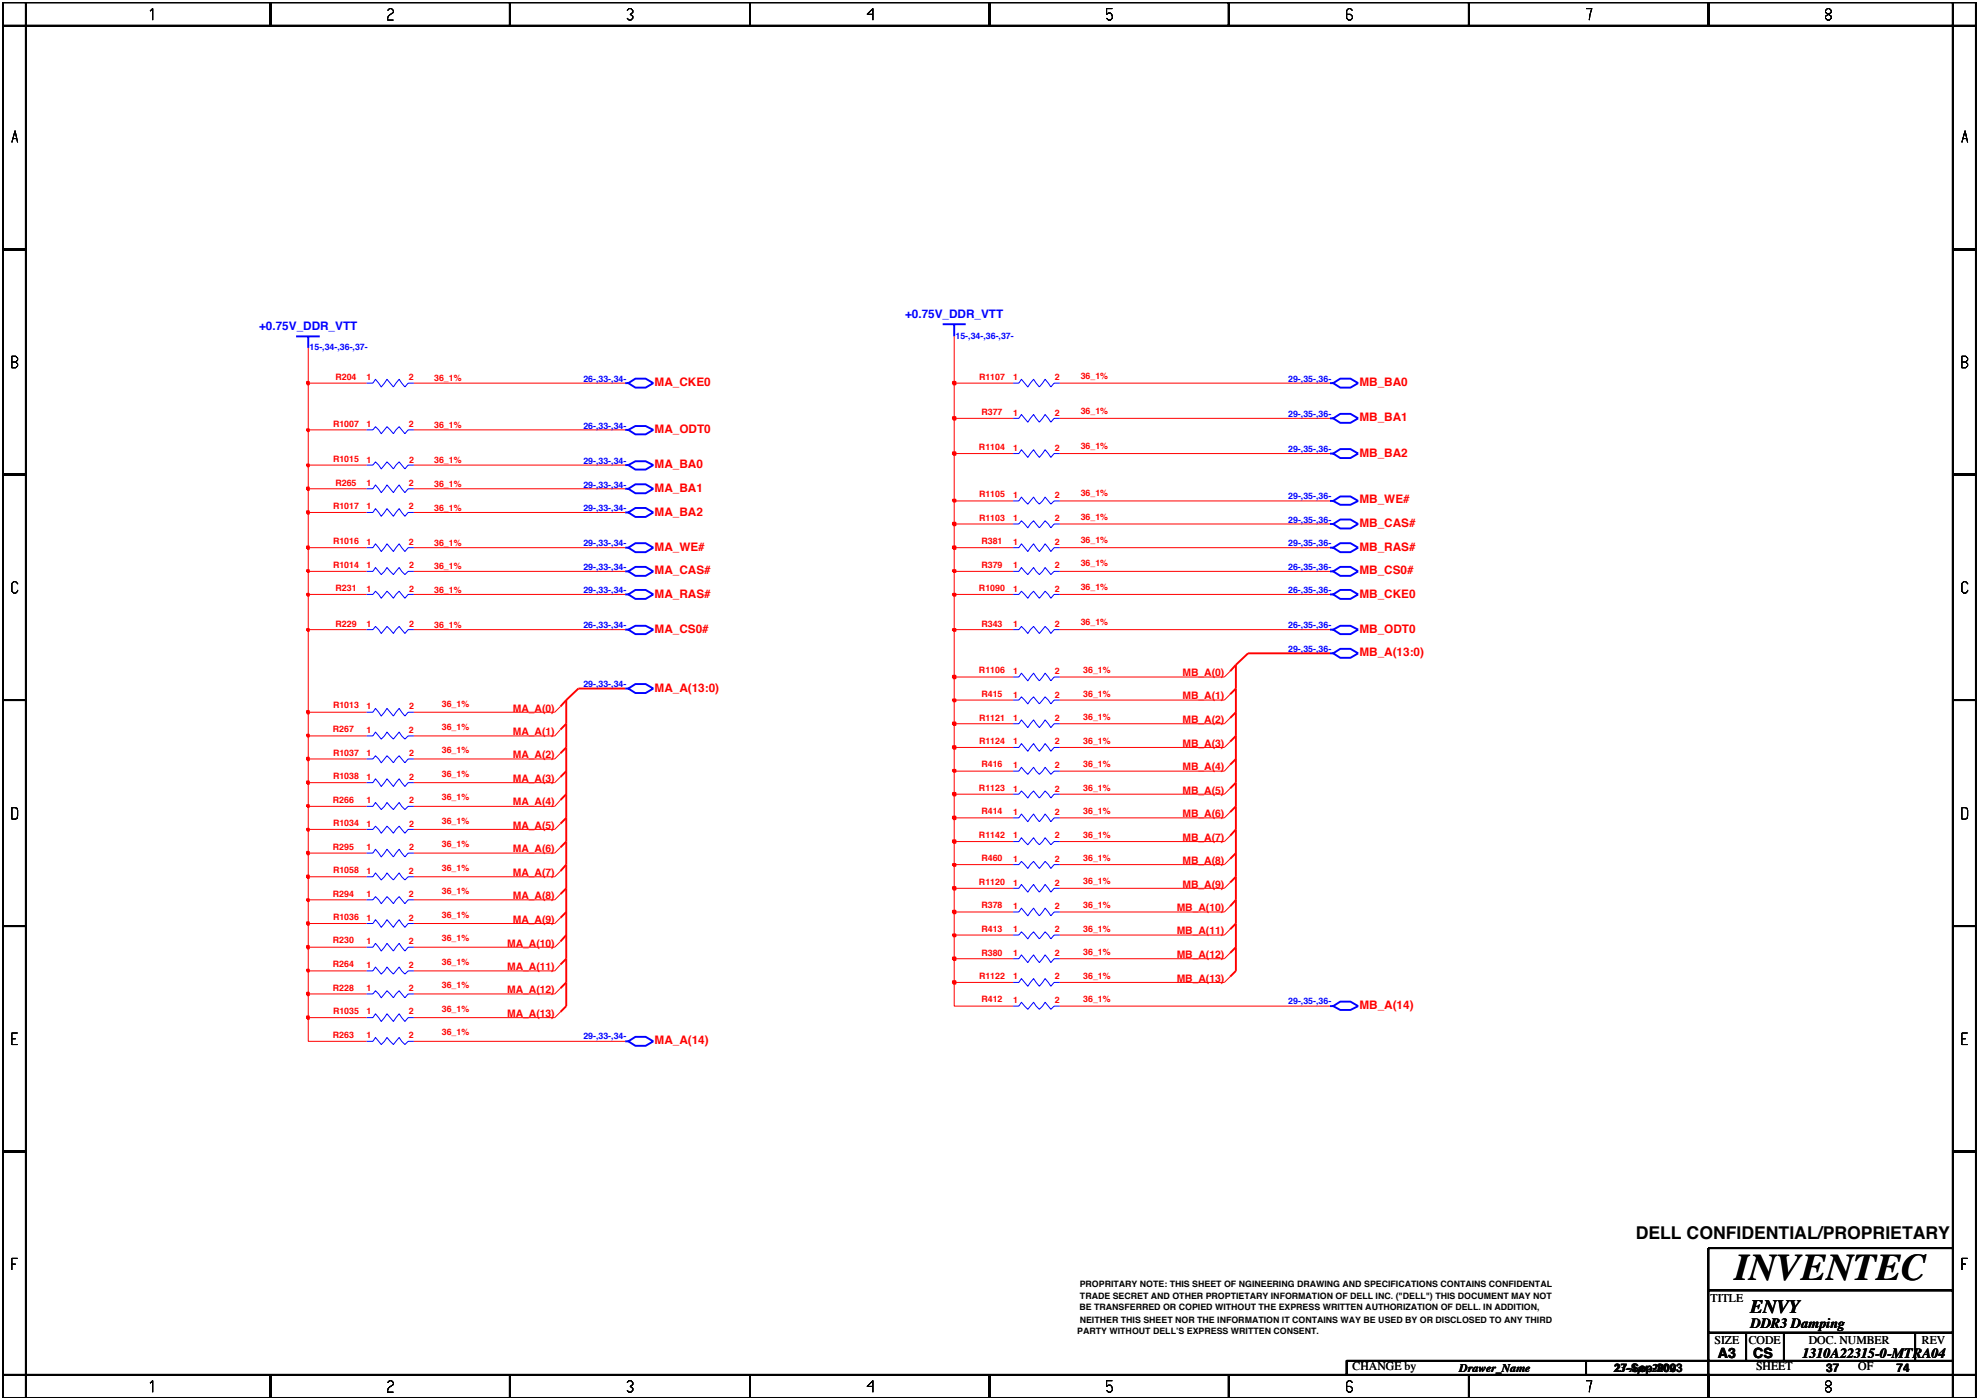 1 2 3 4 5 6 7 8
A A
B B
C C
D D
E E
F F
+0.75V_DDR_VTT
15-,34-,36-,37-
R204 1 2 36_1% 26-,33-,34- MA_CKE0
R1007 1 2 36_1% 26-,33-,34- MA_ODT0
R1015 1 2 36_1% 29-,33-,34- MA_BA0
R265 1 2 36_1% 29-,33-,34- MA_BA1
R1017 1 2 36_1% 29-,33-,34- MA_BA2
R1016 1 2 36_1% 29-,33-,34- MA_WE#
R1014 1 2 36_1% 29-,33-,34- MA_CAS#
R231 1 2 36_1% 29-,33-,34- MA_RAS#
R229 1 2 36_1% 26-,33-,34- MA_CS0#
29-,33-,34- MA_A(13:0)
R1013 1 2 36_1% MA_A(0)
R267 1 2 36_1% MA_A(1)
R1037 1 2 36_1% MA_A(2)
R1038 1 2 36_1% MA_A(3)
R266 1 2 36_1% MA_A(4)
R1034 1 2 36_1% MA_A(5)
R295 1 2 36_1% MA_A(6)
R1058 1 2 36_1% MA_A(7)
R294 1 2 36_1% MA_A(8)
R1036 1 2 36_1% MA_A(9)
R230 1 2 36_1% MA_A(10)
R264 1 2 36_1% MA_A(11)
R228 1 2 36_1% MA_A(12)
R1035 1 2 36_1% MA_A(13)
R263 1 2 36_1% 29-,33-,34- MA_A(14)
+0.75V_DDR_VTT
15-,34-,36-,37-
R1107 1 2 36_1% 29-,35-,36- MB_BA0
R377 1 2 36_1% 29-,35-,36- MB_BA1
R1104 1 2 36_1% 29-,35-,36- MB_BA2
R1105 1 2 36_1% 29-,35-,36- MB_WE#
R1103 1 2 36_1% 29-,35-,36- MB_CAS#
R381 1 2 36_1% 29-,35-,36- MB_RAS#
R379 1 2 36_1% 26-,35-,36- MB_CS0#
R1090 1 2 36_1% 26-,35-,36- MB_CKE0
R343 1 2 36_1% 26-,35-,36- MB_ODT0
29-,35-,36- MB_A(13:0)
R1106 1 2 36_1% MB_A(0)
R415 1 2 36_1% MB_A(1)
R1121 1 2 36_1% MB_A(2)
R1124 1 2 36_1% MB_A(3)
R416 1 2 36_1% MB_A(4)
R1123 1 2 36_1% MB_A(5)
R414 1 2 36_1% MB_A(6)
R1142 1 2 36_1% MB_A(7)
R460 1 2 36_1% MB_A(8)
R1120 1 2 36_1% MB_A(9)
R378 1 2 36_1% MB_A(10)
R413 1 2 36_1% MB_A(11)
R380 1 2 36_1% MB_A(12)
R1122 1 2 36_1% MB_A(13)
R412 1 2 36_1% 29-,35-,36- MB_A(14)
DELL CONFIDENTIAL/PROPRIETARY
PROPRITARY NOTE: THIS SHEET OF NGINEERING DRAWING AND SPECIFICATIONS CONTAINS CONFIDENTAL
TRADE SECRET AND OTHER PROPTIETARY INFORMATION OF DELL INC. ("DELL") THIS DOCUMENT MAY NOT
BE TRANSFERRED OR COPIED WITHOUT THE EXPRESS WRITTEN AUTHORIZATION OF DELL. IN ADDITION,
NEITHER THIS SHEET NOR THE INFORMATION IT CONTAINS WAY BE USED BY OR DISCLOSED TO ANY THIRD
PARTY WITHOUT DELL'S EXPRESS WRITTEN CONSENT.
INVENTEC
TITLE ENVY
DDR3 Damping
SIZE CODE DOC. NUMBER REV
A3 CS 1310A22315-0-MTR A04
CHANGE by Drawer_Name
SHEET 37 OF 74
1 2 3 4 5 6 7 8